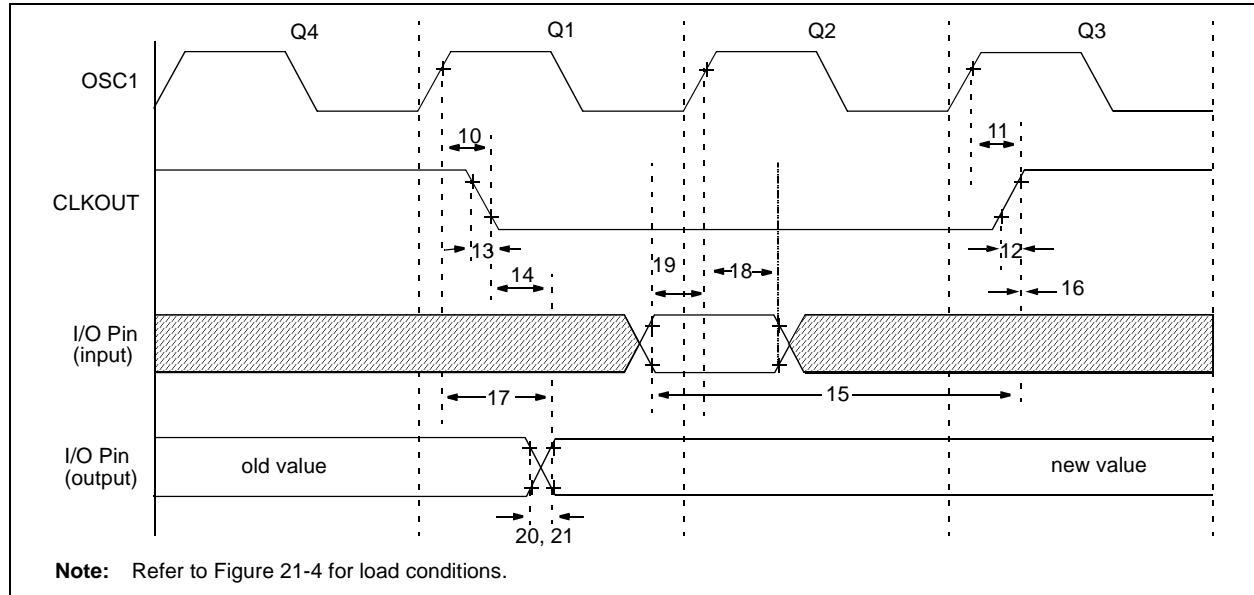 Q4 Q1 Q2 Q3
OSC1
10 11
CLKOUT
13 12
14 19 18 16
I/O Pin
(input)
17 15
I/O Pin
(output)
old value new value
20, 21
Note: Refer to Figure 21-4 for load conditions.